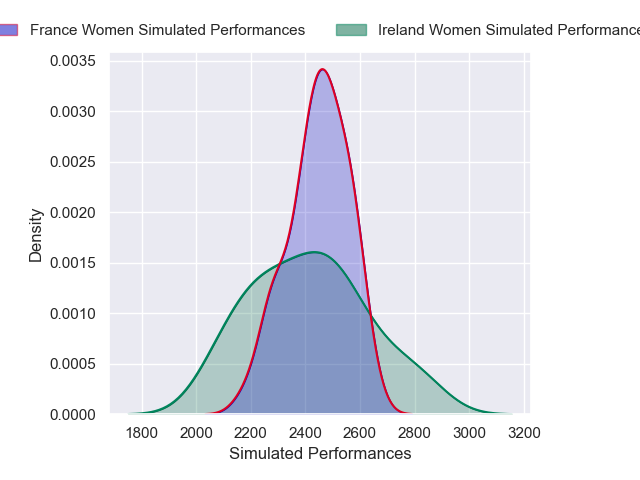 France Women Simulated Performances
Ireland Women Simulated Performance
0.0035
0.0030
0.0025
0.0020
0.0015
0.0010
0.0005
0.0000
Density
1800 2000 2200 2400 2600 2800 3000 3200
Simulated Performances